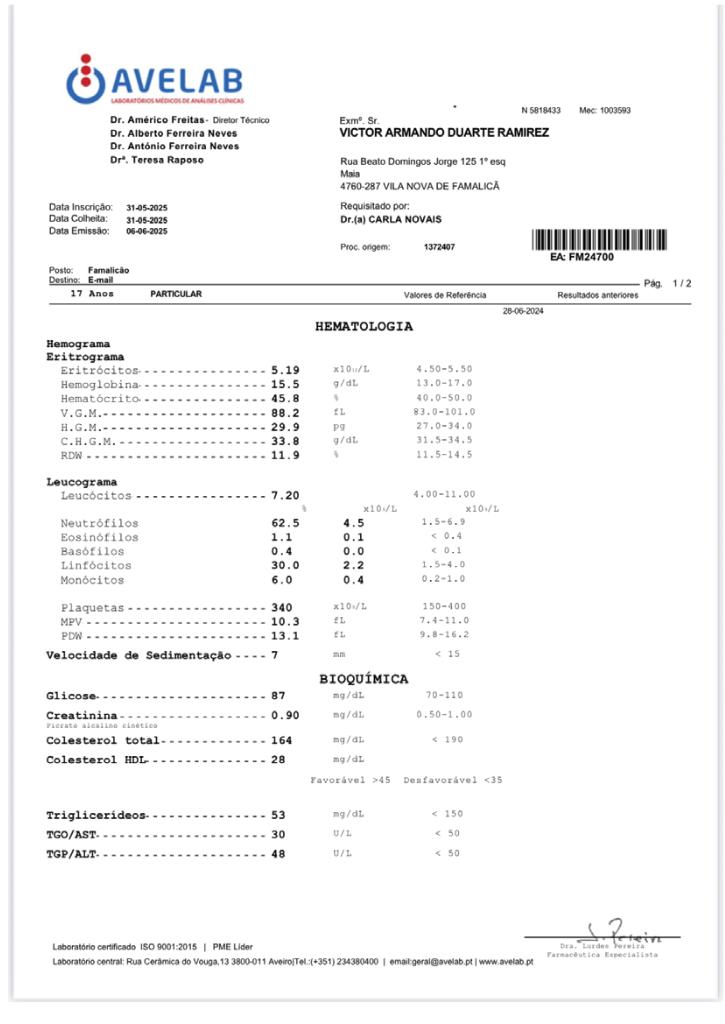 AVELAB
LABORATÓRIOS MÉDICOS DE ANÁLISES CLÍNICAS
Dr. Américo Freitas- Diretor Técnico
Dr. Alberto Ferreira Neves
Dr. António Ferreira Neves
Drª. Teresa Raposo
N 5818433 Mec: 1003593
Exmº. Sr.
VICTOR ARMANDO DUARTE RAMIREZ
Rua Beato Domingos Jorge 125 1º esq
Maia
4760-287 VILA NOVA DE FAMALICÃ
Data Inscrição: 31-05-2025
Data Colheita: 31-05-2025
Data Emissão: 06-06-2025
Requisitado por:
Dr.(a) CARLA NOVAIS
Proc. origem: 1372407
EA: FM24700
Posto: Famalicão
Destino: E-mail
Pág. 1 / 2
17 Anos PARTICULAR Valores de Referência Resultados anteriores
28-06-2024
HEMATOLOGIA
Hemograma
Eritrograma
Eritrócitos 5.19 /L 4.50-5.50
Hemoglobina 15.5 g/dL 13.0-17.0
Hematócrito 45.8 % 40.0-50.0
V.G.M. 88.2 fL 83.0-101.0
H.G.M. 29.9 pg 27.0-34.0
C.H.G.M. 33.8 g/dL 31.5-34.5
RDW 11.9 % 11.5-14.5
Leucograma
Leucócitos 7.20 4.00-11.00
% /L /L
Neutrófilos 62.5 4.5 1.5-6.9
Eosinófilos 1.1 0.1 < 0.4
Basófilos 0.4 0.0 < 0.1
Linfócitos 30.0 2.2 1.5-4.0
Monócitos 6.0 0.4 0.2-1.0
Plaquetas 340 /L 150-400
MPV 10.3 fL 7.4-11.0
PDW 13.1 fL 9.8-16.2
Velocidade de Sedimentação 7 mm < 15
BIOQUÍMICA
Glicose 87 mg/dL 70-110
Creatinina 0.90 mg/dL 0.50-1.00
Picrato alcalino cinético
Colesterol total 164 mg/dL < 190
Colesterol HDL 28 mg/dL
Favorável >45 Desfavorável <35
Triglicerídeos 53 mg/dL < 150
TGO/AST 30 U/L < 50
TGP/ALT 48 U/L < 50
Dra. Lurdes Pereira
Farmacêutica Especialista
Laboratório certificado ISO 9001:2015 | PME Líder
Laboratório central: Rua Cerâmica do Vouga,13 3800-011 Aveiro|Tel.:(+351) 234380400 | email:geral@avelab.pt | www.avelab.pt